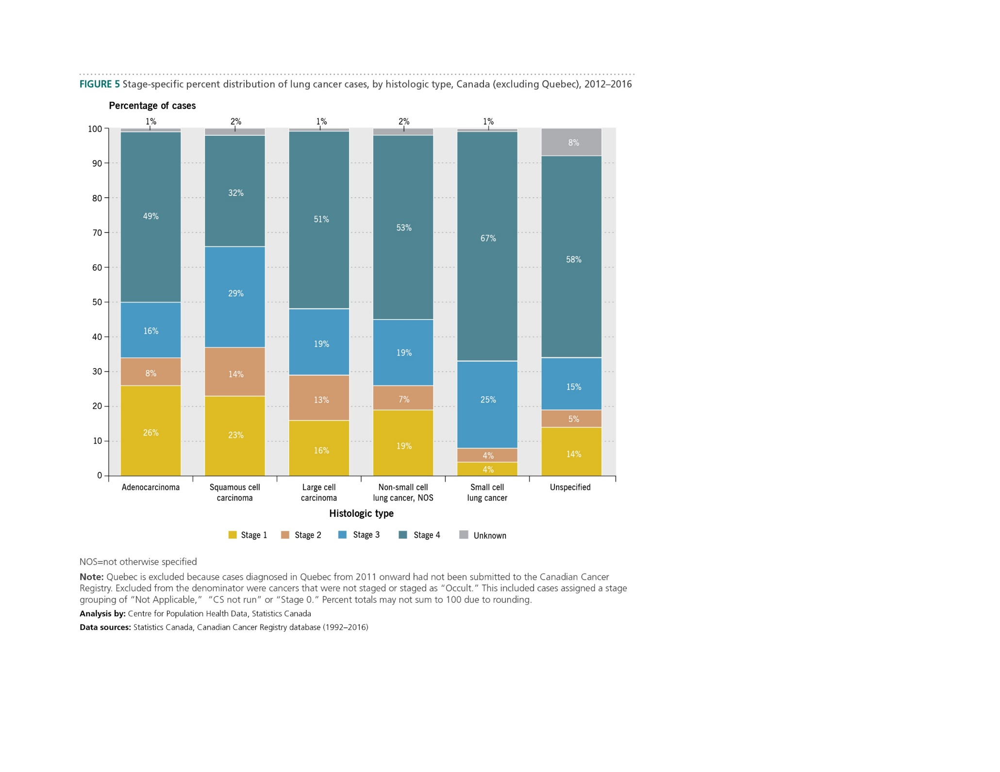 FIGURE 5 Stage-specific percent distribution of lung cancer cases, by histologic type, Canada (excluding Quebec), 2012–2016
Percentage of cases
1% 2% 1% 2% 1%
100
90
80
70
60
50
40
30
20
10
0
49%
16%
8%
26%
32%
29%
14%
23%
51%
19%
13%
16%
53%
19%
7%
19%
67%
25%
4%
4%
8%
58%
15%
5%
14%
Adenocarcinoma
Squamous cell
carcinoma
Large cell
carcinoma
Non-small cell
lung cancer, NOS
Small cell
lung cancer
Unspecified
Histologic type
Stage 1 Stage 2 Stage 3 Stage 4 Unknown
NOS=not otherwise specified
Note: Quebec is excluded because cases diagnosed in Quebec from 2011 onward had not been submitted to the Canadian Cancer
Registry. Excluded from the denominator were cancers that were not staged or staged as “Occult.” This included cases assigned a stage
grouping of “Not Applicable,” “CS not run” or “Stage 0.” Percent totals may not sum to 100 due to rounding.
Analysis by: Centre for Population Health Data, Statistics Canada
Data sources: Statistics Canada, Canadian Cancer Registry database (1992–2016)